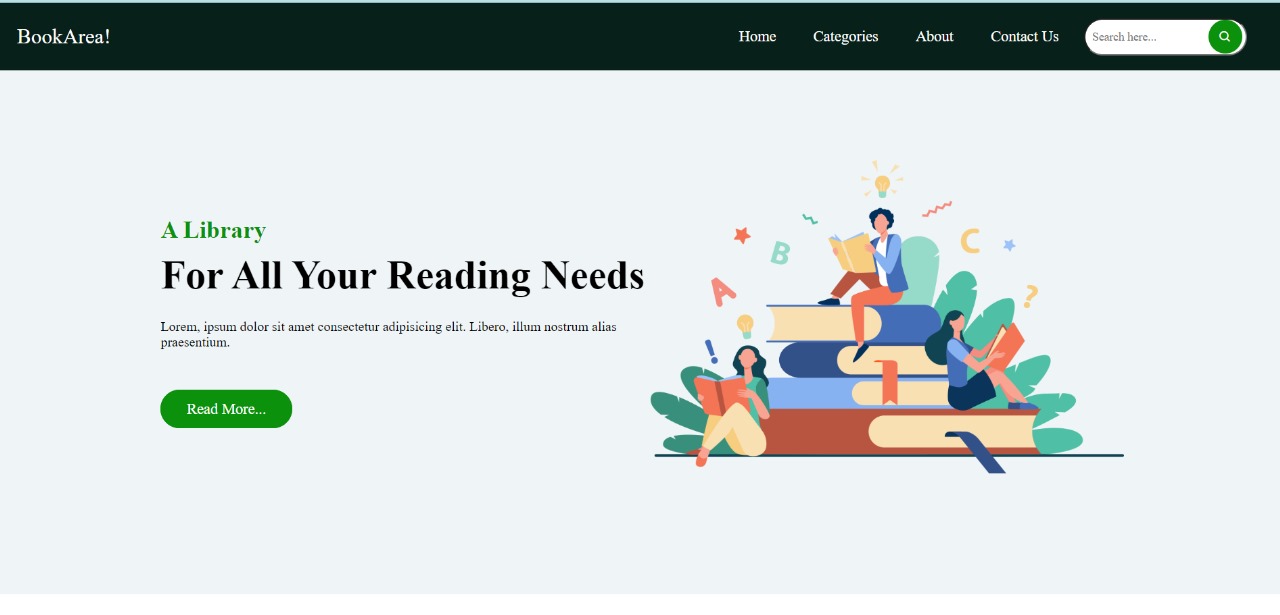 BookArea!
Home Categories About Contact Us Search here...
A Library
For All Your Reading Needs
Lorem, ipsum dolor sit amet consectetur adipisicing elit. Libero, illum nostrum alias
praesentium.
Read More...
B
C
A
?
!